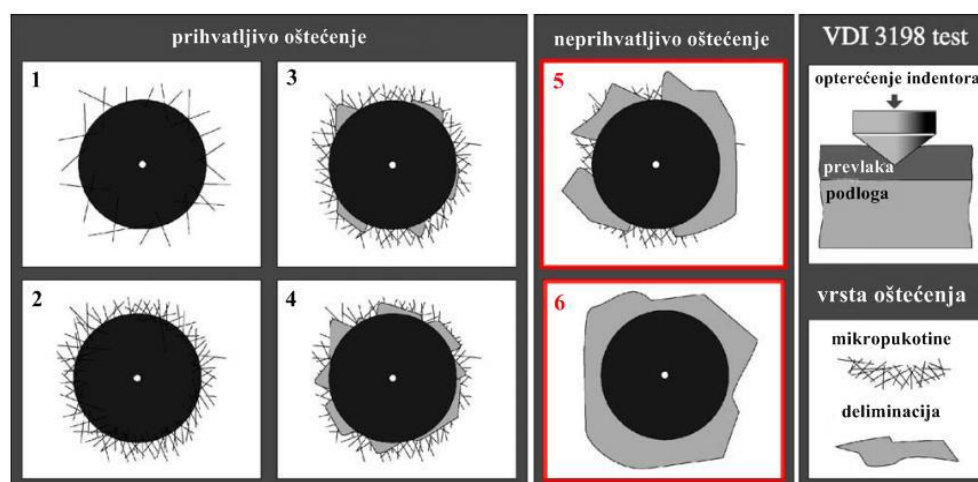 prihvatljivo oštećenje
1
3
2
4
neprihvatljivo oštećenje
5
6
VDI 3198 test
opterećenje indentora
prevlaka
podloga
vrsta oštećenja
mikropukotine
deliminacija